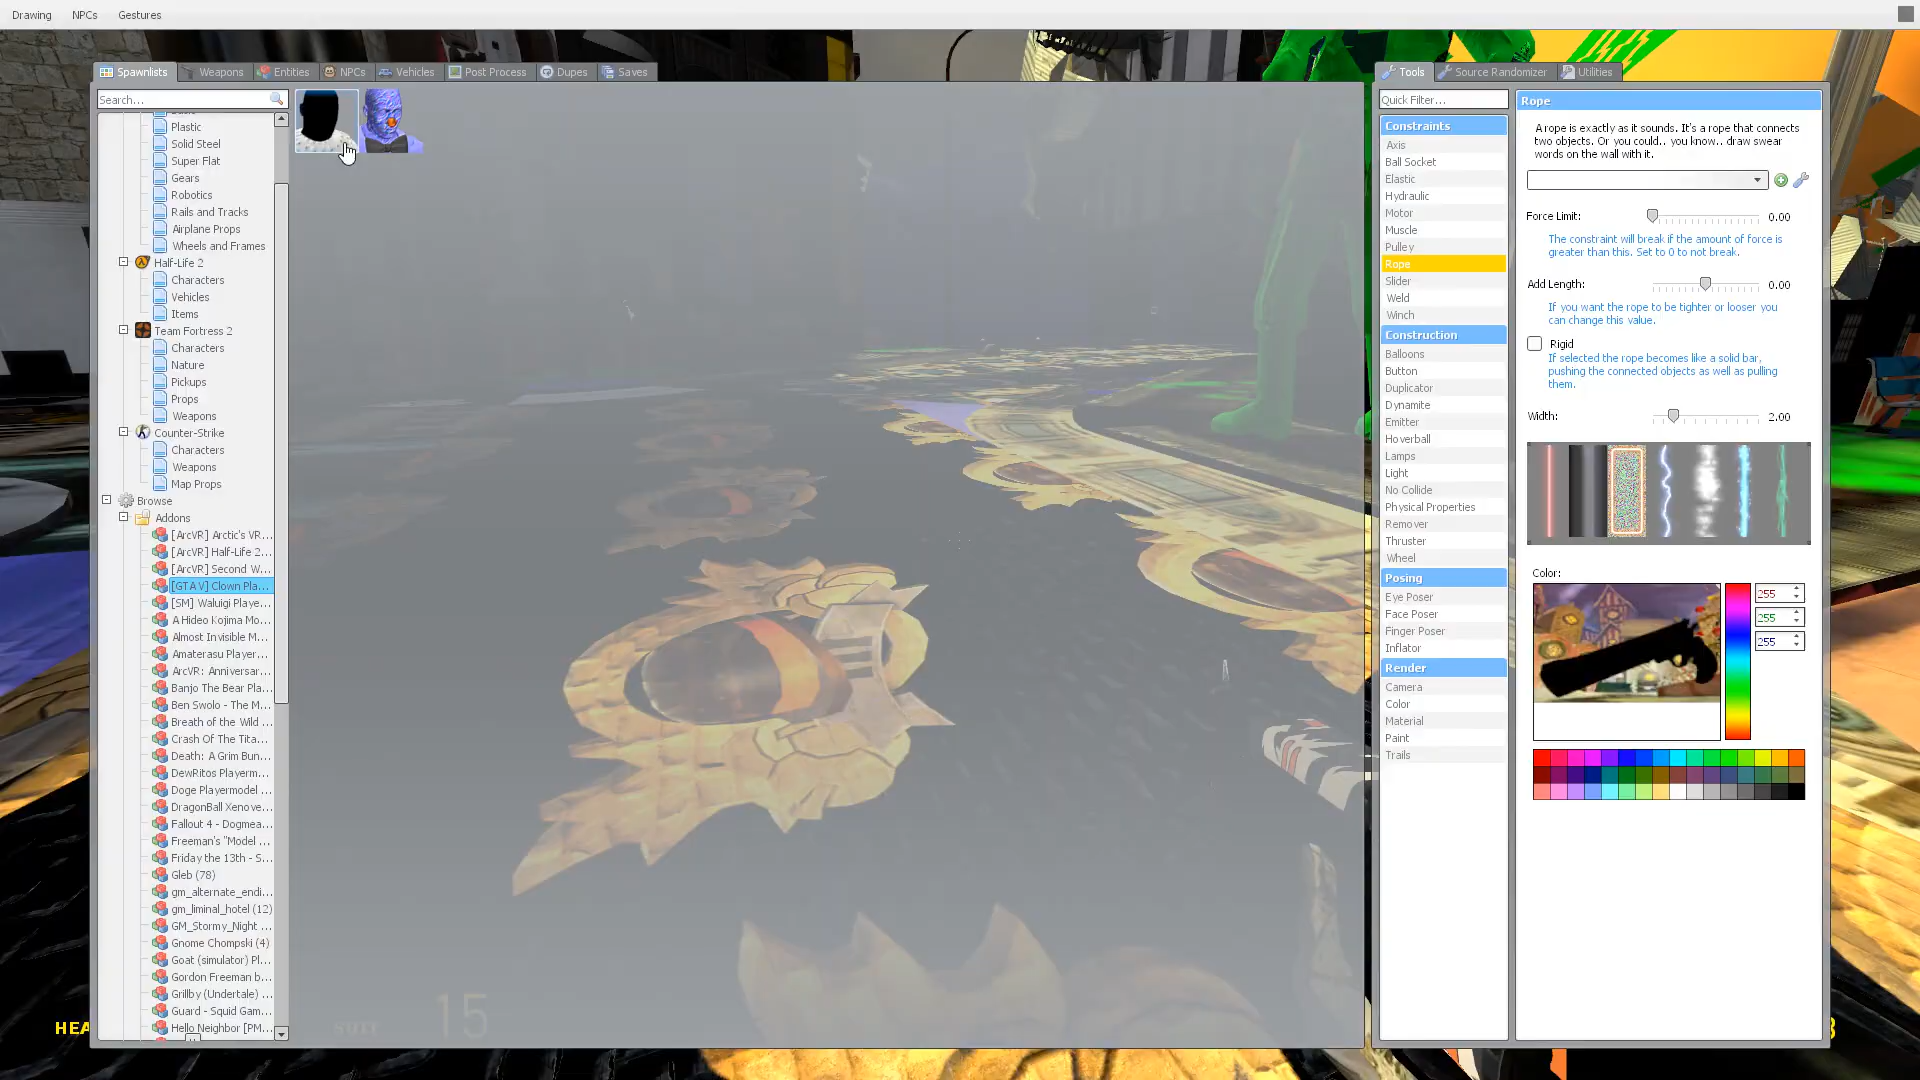 Drawing NPCs Gestures
Spawnlists Weapons Entities NPCs Vehicles Post Process Dupes Saves
Search...
Plastic
Solid Steel
Super Flat
Gears
Robotics
Rails and Tracks
Airplane Props
Wheels and Frames
Half-Life 2
Characters
Vehicles
Items
Team Fortress 2
Characters
Nature
Pickups
Props
Weapons
Counter-Strike
Characters
Weapons
Map Props
Browse
Addons
[ArcVR] Arctic's VR...
[ArcVR] Half-Life 2...
[ArcVR] Second W...
[GTA V] Clown Pla...
[SM] Waluigi Playe...
A Hideo Kojima Mo...
Almost Invisible M...
Amaterasu Player...
ArcVR: Anniversar...
Banjo The Bear Pla...
Ben Swolo - The M...
Breath of the Wild ...
Crash Of The Tita...
Death: A Grim Bun...
DewRitos Playerm...
Doge Playermodel ...
DragonBall Xenove...
Fallout 4 - Dogmea...
Freeman's "Model ...
Friday the 13th - S...
Gleb (78)
gm_alternate_endi...
gm_liminal_hotel (12)
GM_Stormy_Night ...
Gnome Chompski (4)
Goat (simulator) Pl...
Gordon Freeman b...
Grillby (Undertale) ...
Guard - Squid Gam...
Hello Neighbor [PM...
HEA
SUIT 15
Tools Source Randomizer Utilities
Quick Filter...
Constraints
Axis
Ball Socket
Elastic
Hydraulic
Motor
Muscle
Pulley
Rope
Slider
Weld
Winch
Construction
Balloons
Button
Duplicator
Dynamite
Emitter
Hoverball
Lamps
Light
No Collide
Physical Properties
Remover
Thruster
Wheel
Posing
Eye Poser
Face Poser
Finger Poser
Inflator
Render
Camera
Color
Material
Paint
Trails
Rope
A rope is exactly as it sounds. It's a rope that connects
two objects. Or you could.. you know.. draw swear
words on the wall with it.
Force Limit: 0.00
The constraint will break if the amount of force is
greater than this. Set to 0 to not break.
Add Length: 0.00
If you want the rope to be tighter or looser you
can change this value.
Rigid
If selected the rope becomes like a solid bar,
pushing the connected objects as well as pulling
them.
Width: 2.00
Color:
255
255
255